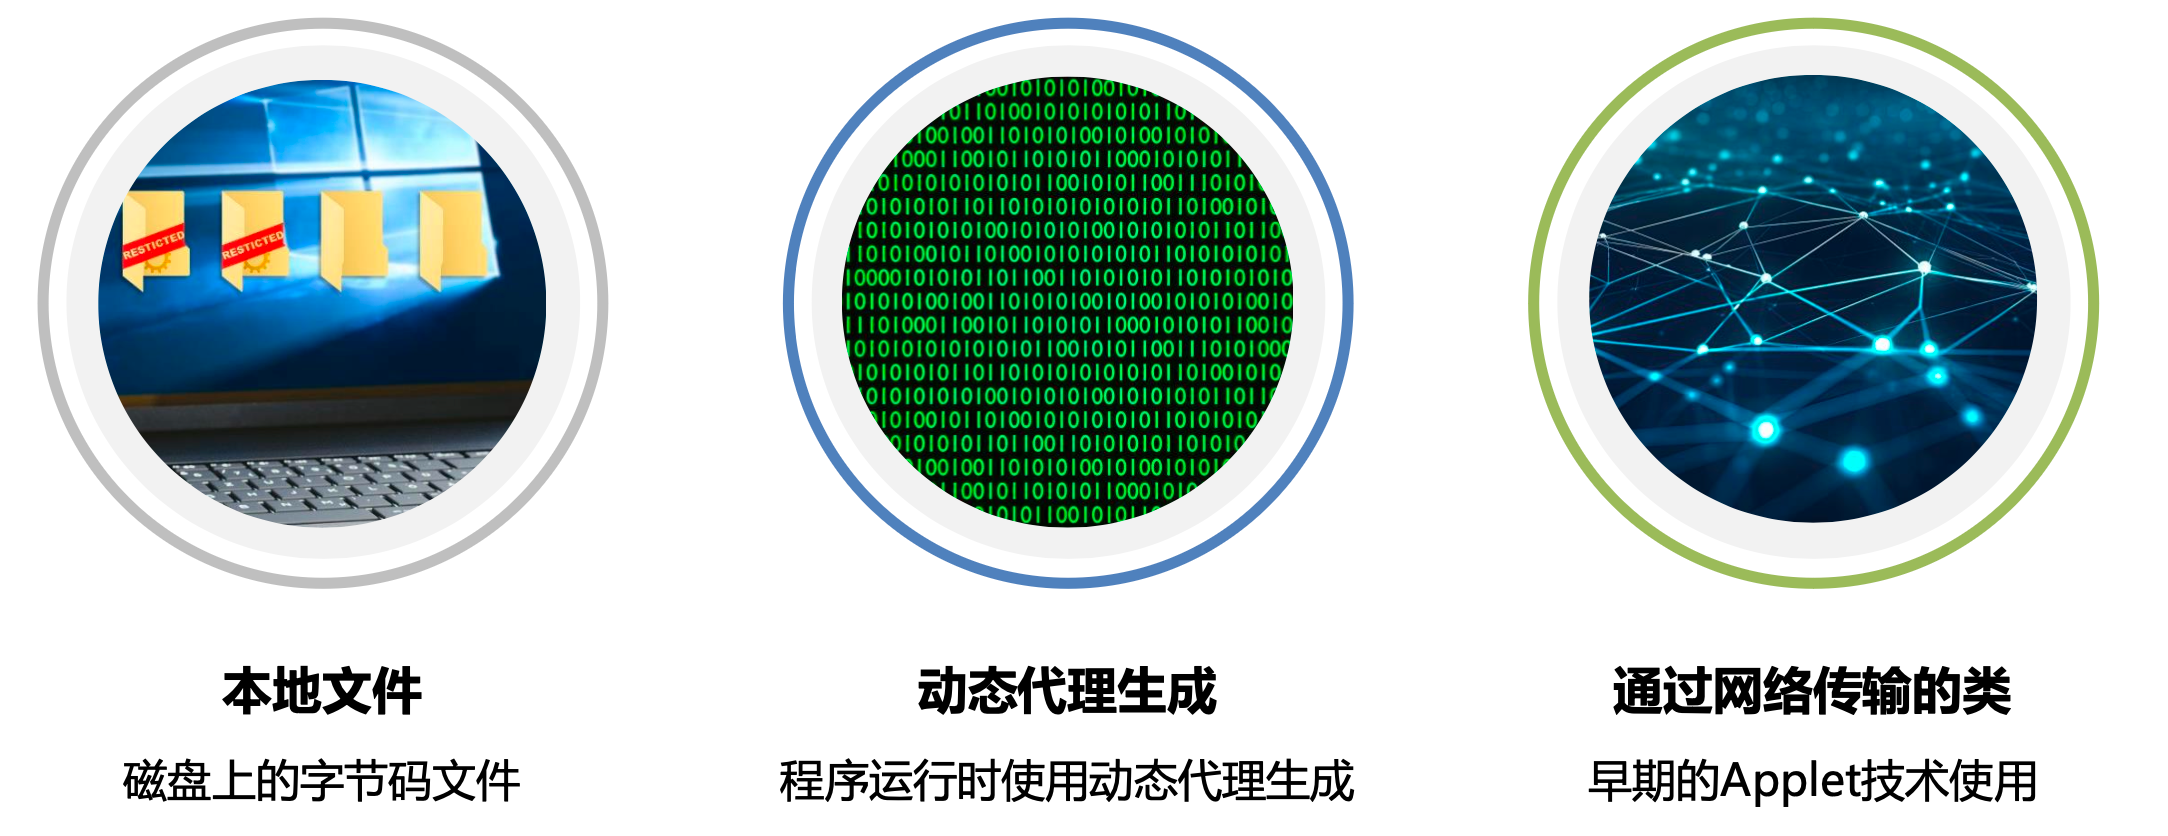 RESTICTED
RESTICTED
本地文件
磁盘上的字节码文件
动态代理生成
程序运行时使用动态代理生成
通过网络传输的类
早期的Applet技术使用